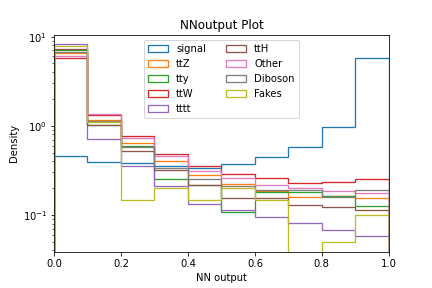 NNoutput Plot
Density
10¹
10⁰
10⁻¹
signal
ttZ
tty
ttW
tttt
ttH
Other
Diboson
Fakes
0.0 0.2 0.4 0.6 0.8 1.0
NN output